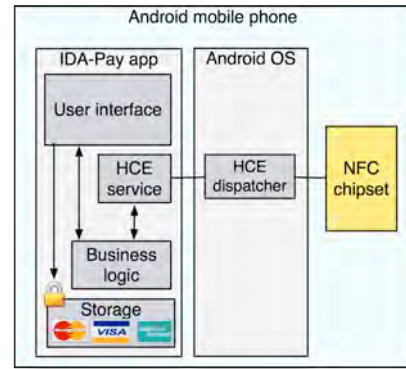 Android mobile phone
IDA-Pay app
Android OS
User interface
HCE
service
HCE
dispatcher
NFC
chipset
Business
logic
Storage
VISA